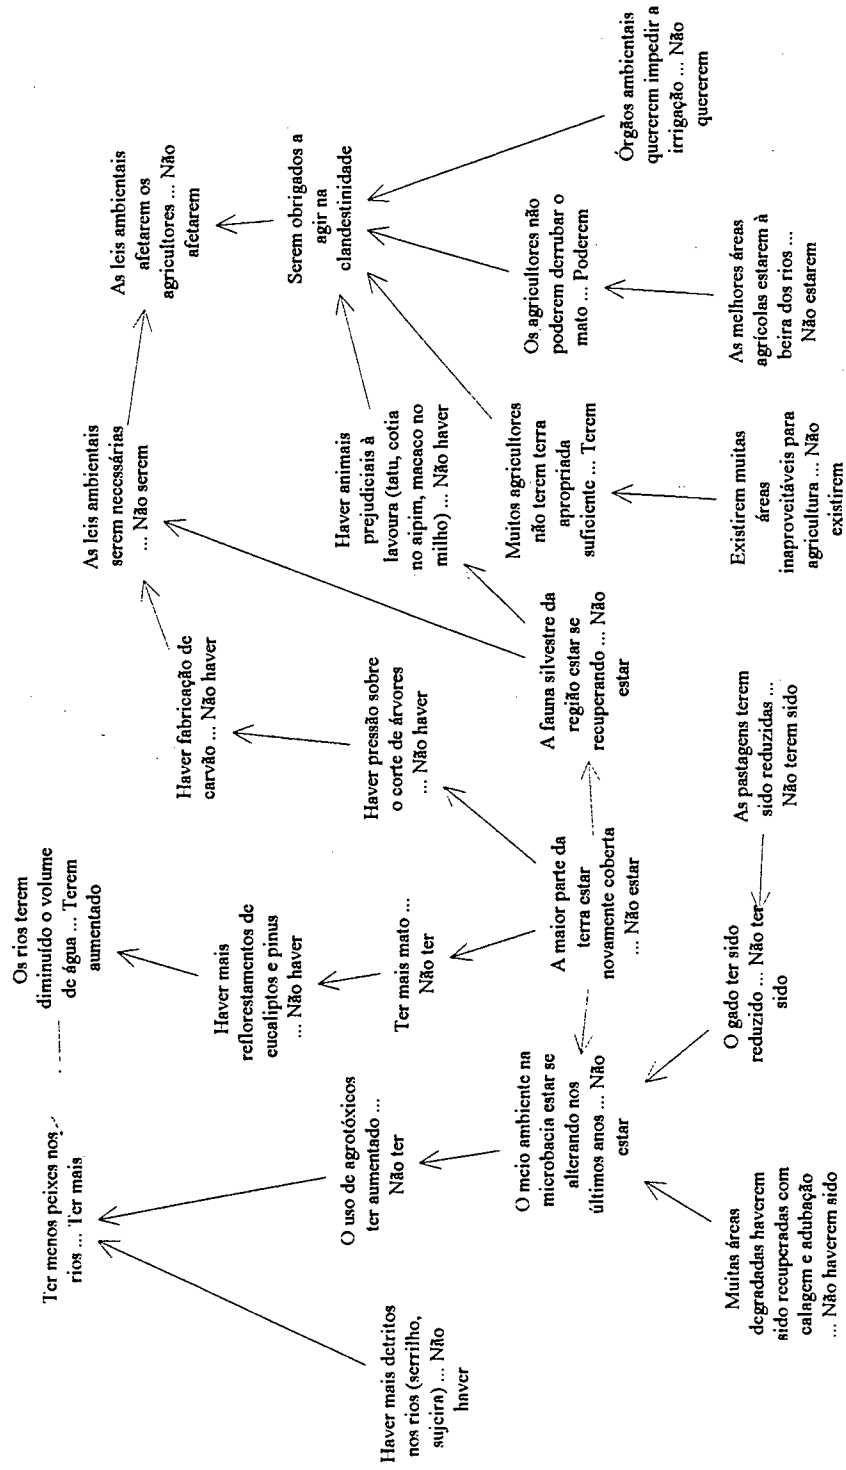 Ter menos peixes nos
rios ... Ter mais
Os rios terem
diminuído o volume
de água ... Terem
aumentado
As leis ambientais
serem necessárias
... Não serem
As leis ambientais
afetarem os
agricultores ... Não
afetarem
Haver fabricação de
carvão ... Não haver
Haver mais
reflorestamentos de
eucaliptos e pinus
... Não haver
Serem obrigados a
agir na
clandestinidade
Haver animais
prejudiciais à
lavoura (tatu, cotia
no aipim, macaco no
milho) ... Não haver
O uso de agrotóxicos
ter aumentado ...
Não ter
Haver mais detritos
nos rios (serrilho,
sujeira) ... Não
haver
Ter mais mato ...
Não ter
Haver pressão sobre
o corte de árvores
... Não haver
Muitos agricultores
não terem terra
apropriada
suficiente ... Terem
Os agricultores não
poderem derrubar o
mato ... Poderem
Órgãos ambientais
quererem impedir a
irrigação ... Não
quererem
O meio ambiente na
microbacia estar se
alterando nos
últimos anos ... Não
estar
A maior parte da
terra estar
novamente coberta
... Não estar
A fauna silvestre da
região estar se
recuperando ... Não
estar
Muitas áreas
degradadas haverem
sido recuperadas com
calagem e adubação
... Não haverem sido
O gado ter sido
reduzido ... Não ter
sido
As pastagens terem
sido reduzidas ...
Não terem sido
Existirem muitas
áreas
inaproveitáveis para
agricultura ... Não
existirem
As melhores áreas
agrícolas estarem à
beira dos rios ...
Não estarem